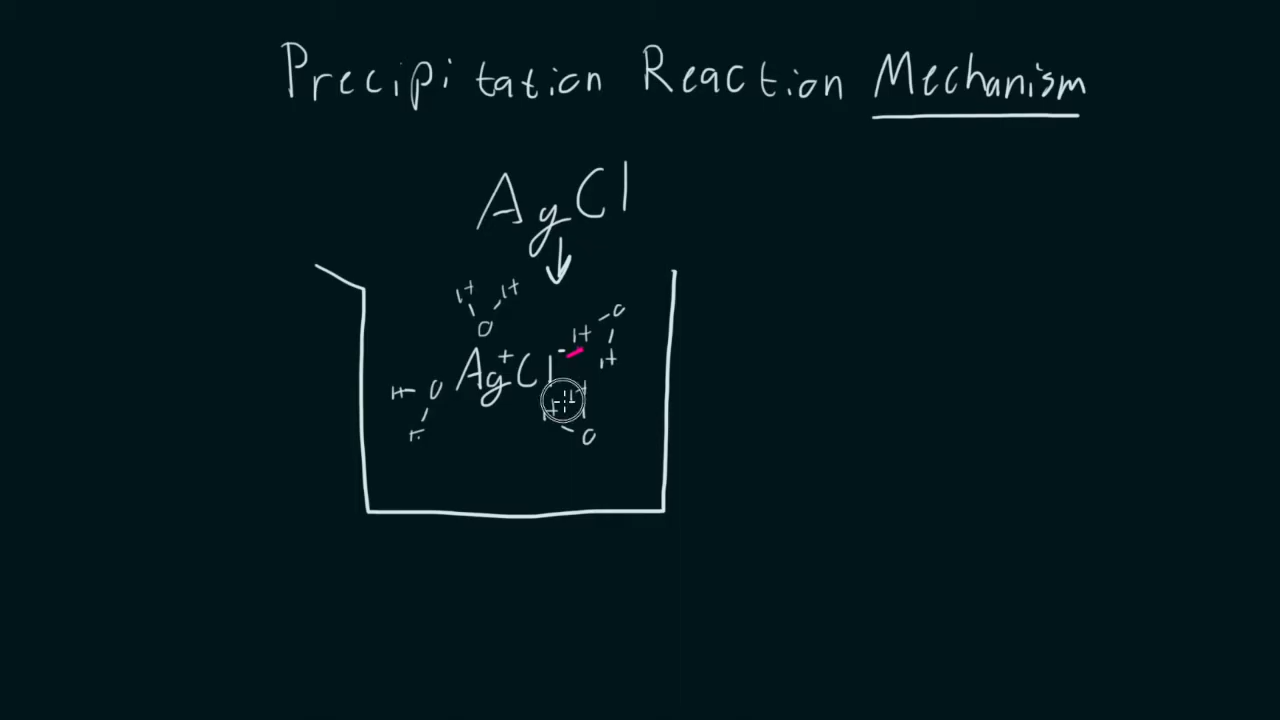 Precipitation Reaction Mechanism
AgCl
H H
O
O
H
Ag⁺Cl⁻
H
H O
H
H
H
O